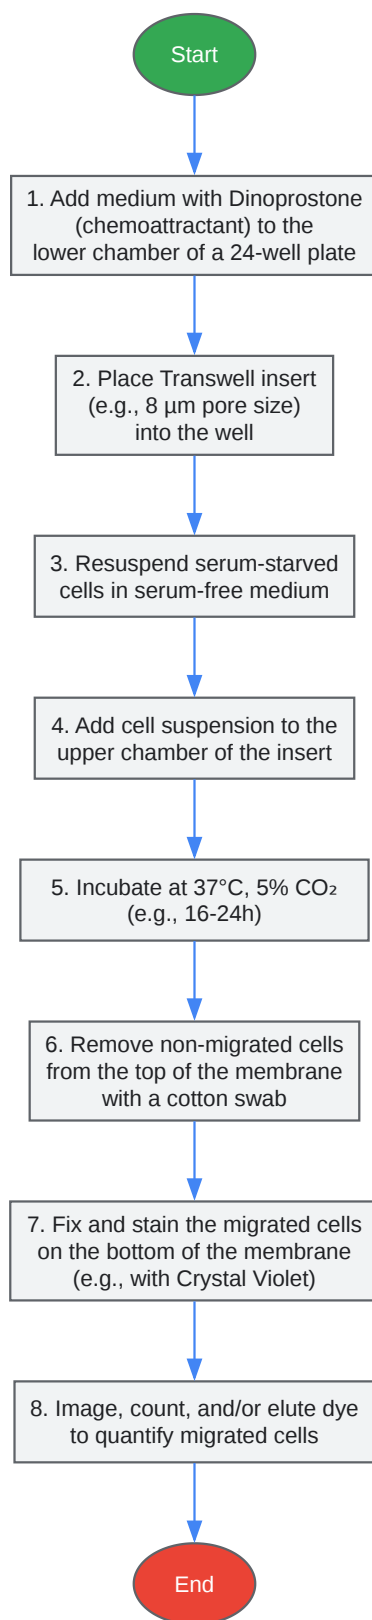 Start
1. Add medium with Dinoprostone
(chemoattractant) to the
lower chamber of a 24-well plate
2. Place Transwell insert
(e.g., 8 µm pore size)
into the well
3. Resuspend serum-starved
cells in serum-free medium
4. Add cell suspension to the
upper chamber of the insert
5. Incubate at 37°C, 5% CO₂
(e.g., 16-24h)
6. Remove non-migrated cells
from the top of the membrane
with a cotton swab
7. Fix and stain the migrated cells
on the bottom of the membrane
(e.g., with Crystal Violet)
8. Image, count, and/or elute dye
to quantify migrated cells
End